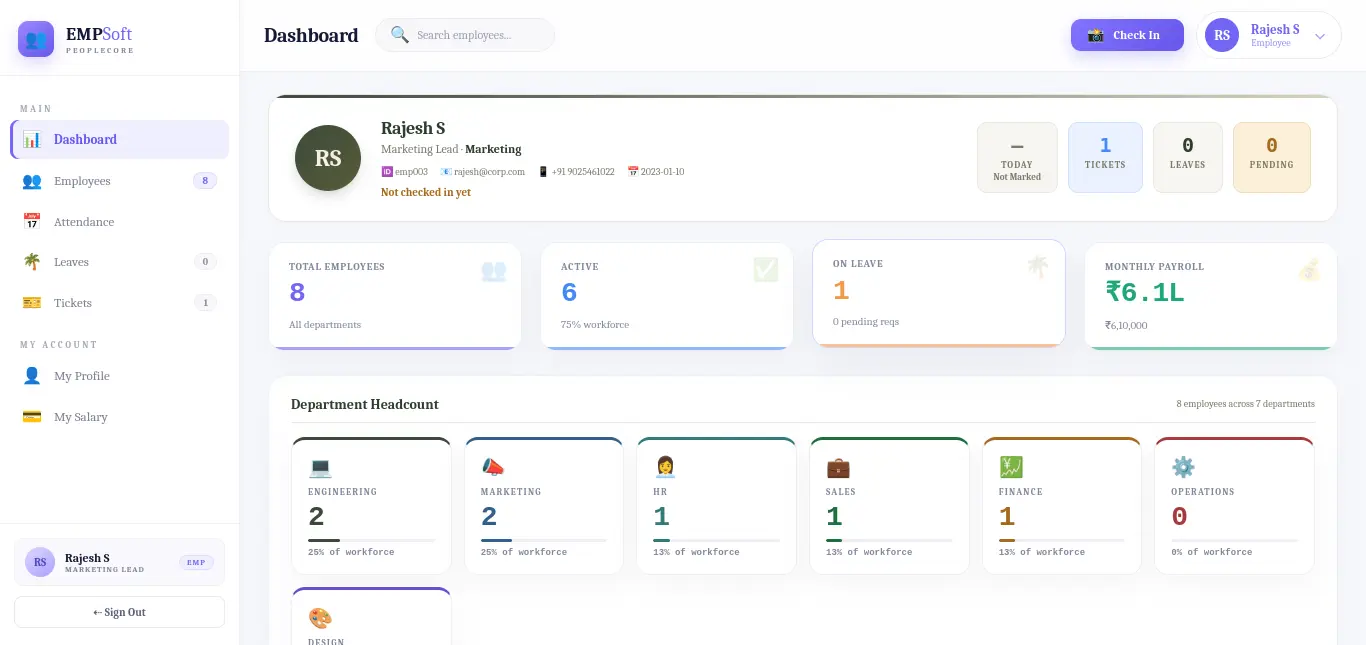 EMPSoft
PEOPLECORE
MAIN
Dashboard
Employees 8
Attendance
Leaves 0
Tickets 1
MY ACCOUNT
My Profile
My Salary
RS Rajesh S EMP
MARKETING LEAD
← Sign Out
Dashboard
Search employees...
Check In
RS Rajesh S
Employee
RS
Rajesh S
Marketing Lead · Marketing
emp003 rajesh@corp.com +91 9025461022 2023-01-10
Not checked in yet
—
TODAY
Not Marked
1
TICKETS
0
LEAVES
0
PENDING
TOTAL EMPLOYEES
8
All departments
ACTIVE
6
75% workforce
ON LEAVE
1
0 pending reqs
MONTHLY PAYROLL
₹6.1L
₹6,10,000
Department Headcount
8 employees across 7 departments
ENGINEERING
2
25% of workforce
MARKETING
2
25% of workforce
HR
1
13% of workforce
SALES
1
13% of workforce
FINANCE
1
13% of workforce
OPERATIONS
0
0% of workforce
DESIGN